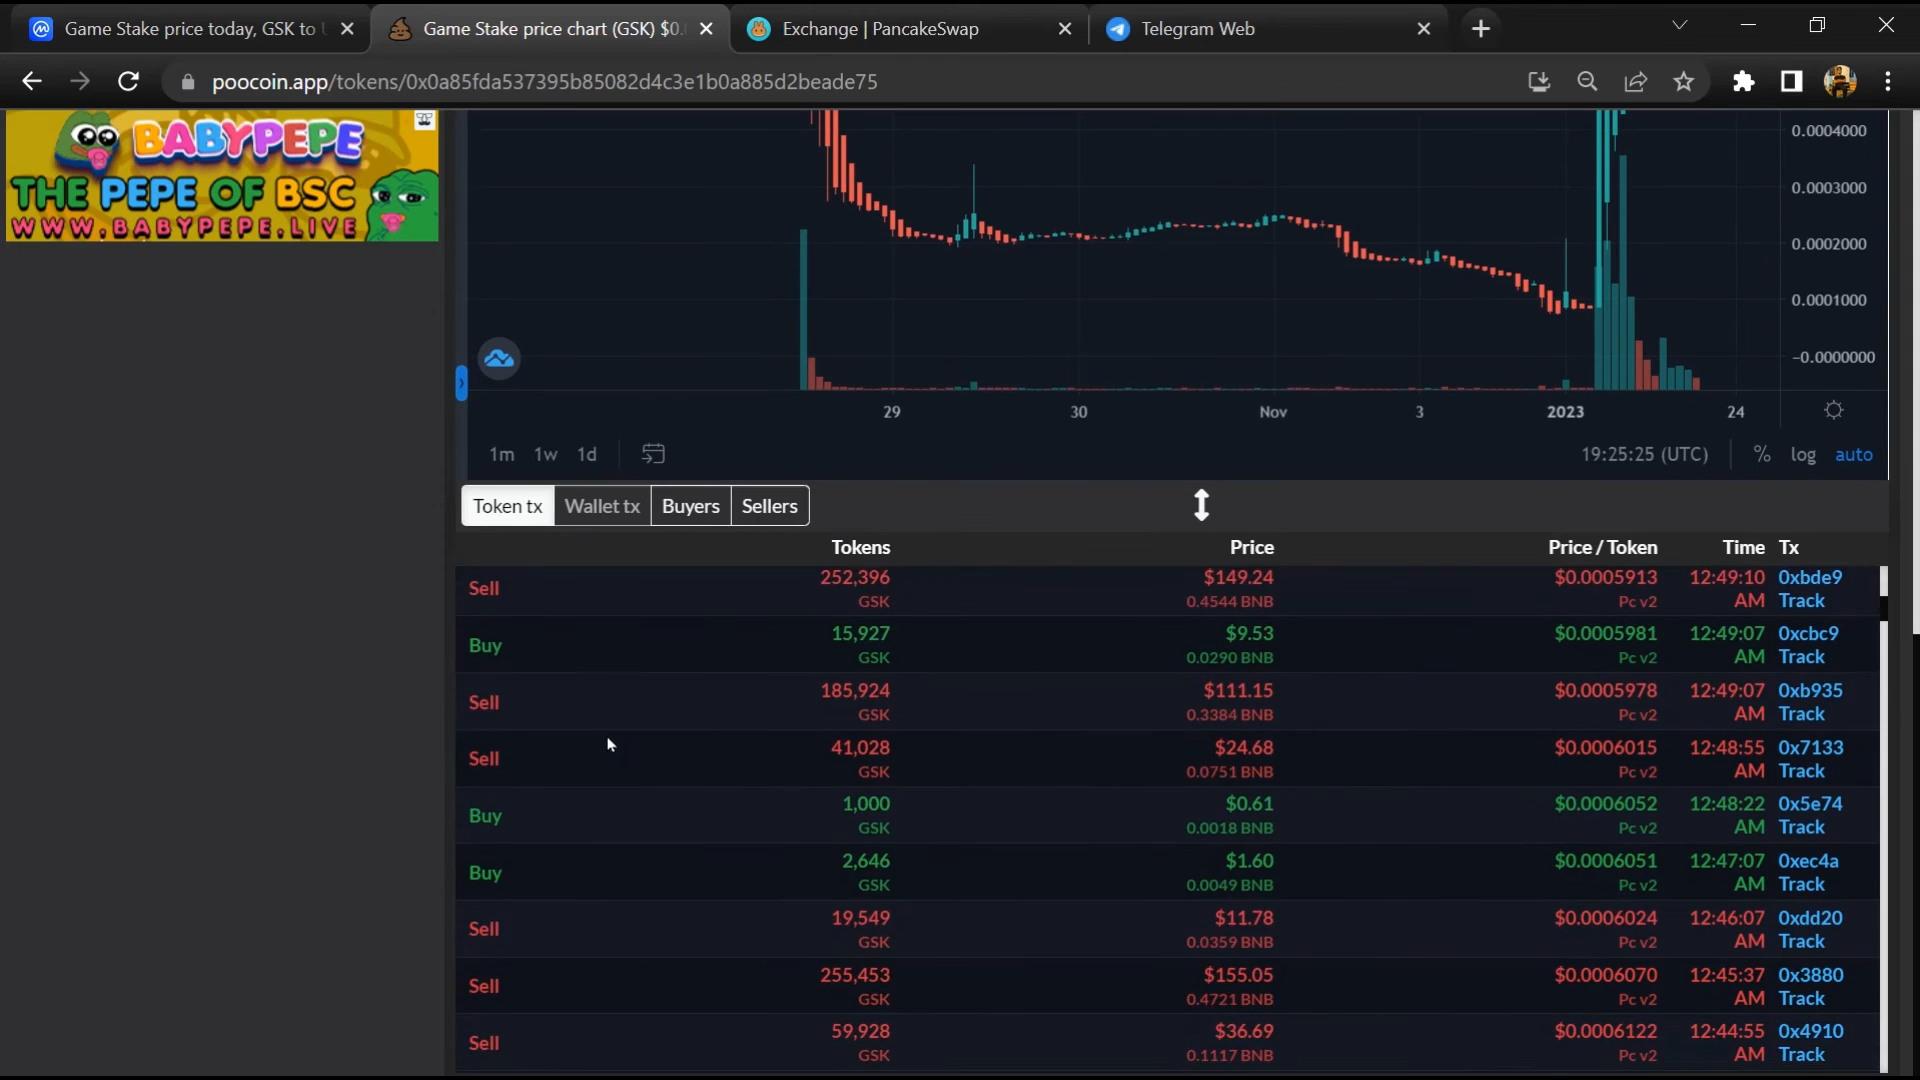 Game Stake price today, GSK to U
Game Stake price chart (GSK) $0.
Exchange | PancakeSwap
Telegram Web
poocoin.app/tokens/0x0a85fda537395b85082d4c3e1b0a885d2beade75
BABYPEPE
THE PEPE OF BSC
WWW.BABYPEPE.LIVE
0.0004000
0.0003000
0.0002000
0.0001000
-0.0000000
29 30 Nov 3 2023 24
1m 1w 1d 19:25:25 (UTC) % log auto
Token tx Wallet tx Buyers Sellers
Tokens Price Price / Token Time Tx
Sell 252,396 $149.24 $0.0005913 12:49:10 0xbde9
GSK 0.4544 BNB Pc v2 AM Track
Buy 15,927 $9.53 $0.0005981 12:49:07 0xcbc9
GSK 0.0290 BNB Pc v2 AM Track
Sell 185,924 $111.15 $0.0005978 12:49:07 0xb935
GSK 0.3384 BNB Pc v2 AM Track
Sell 41,028 $24.68 $0.0006015 12:48:55 0x7133
GSK 0.0751 BNB Pc v2 AM Track
Buy 1,000 $0.61 $0.0006052 12:48:22 0x5e74
GSK 0.0018 BNB Pc v2 AM Track
Buy 2,646 $1.60 $0.0006051 12:47:07 0xec4a
GSK 0.0049 BNB Pc v2 AM Track
Sell 19,549 $11.78 $0.0006024 12:46:07 0xdd20
GSK 0.0359 BNB Pc v2 AM Track
Sell 255,453 $155.05 $0.0006070 12:45:37 0x3880
GSK 0.4721 BNB Pc v2 AM Track
Sell 59,928 $36.69 $0.0006122 12:44:55 0x4910
GSK 0.1117 BNB Pc v2 AM Track